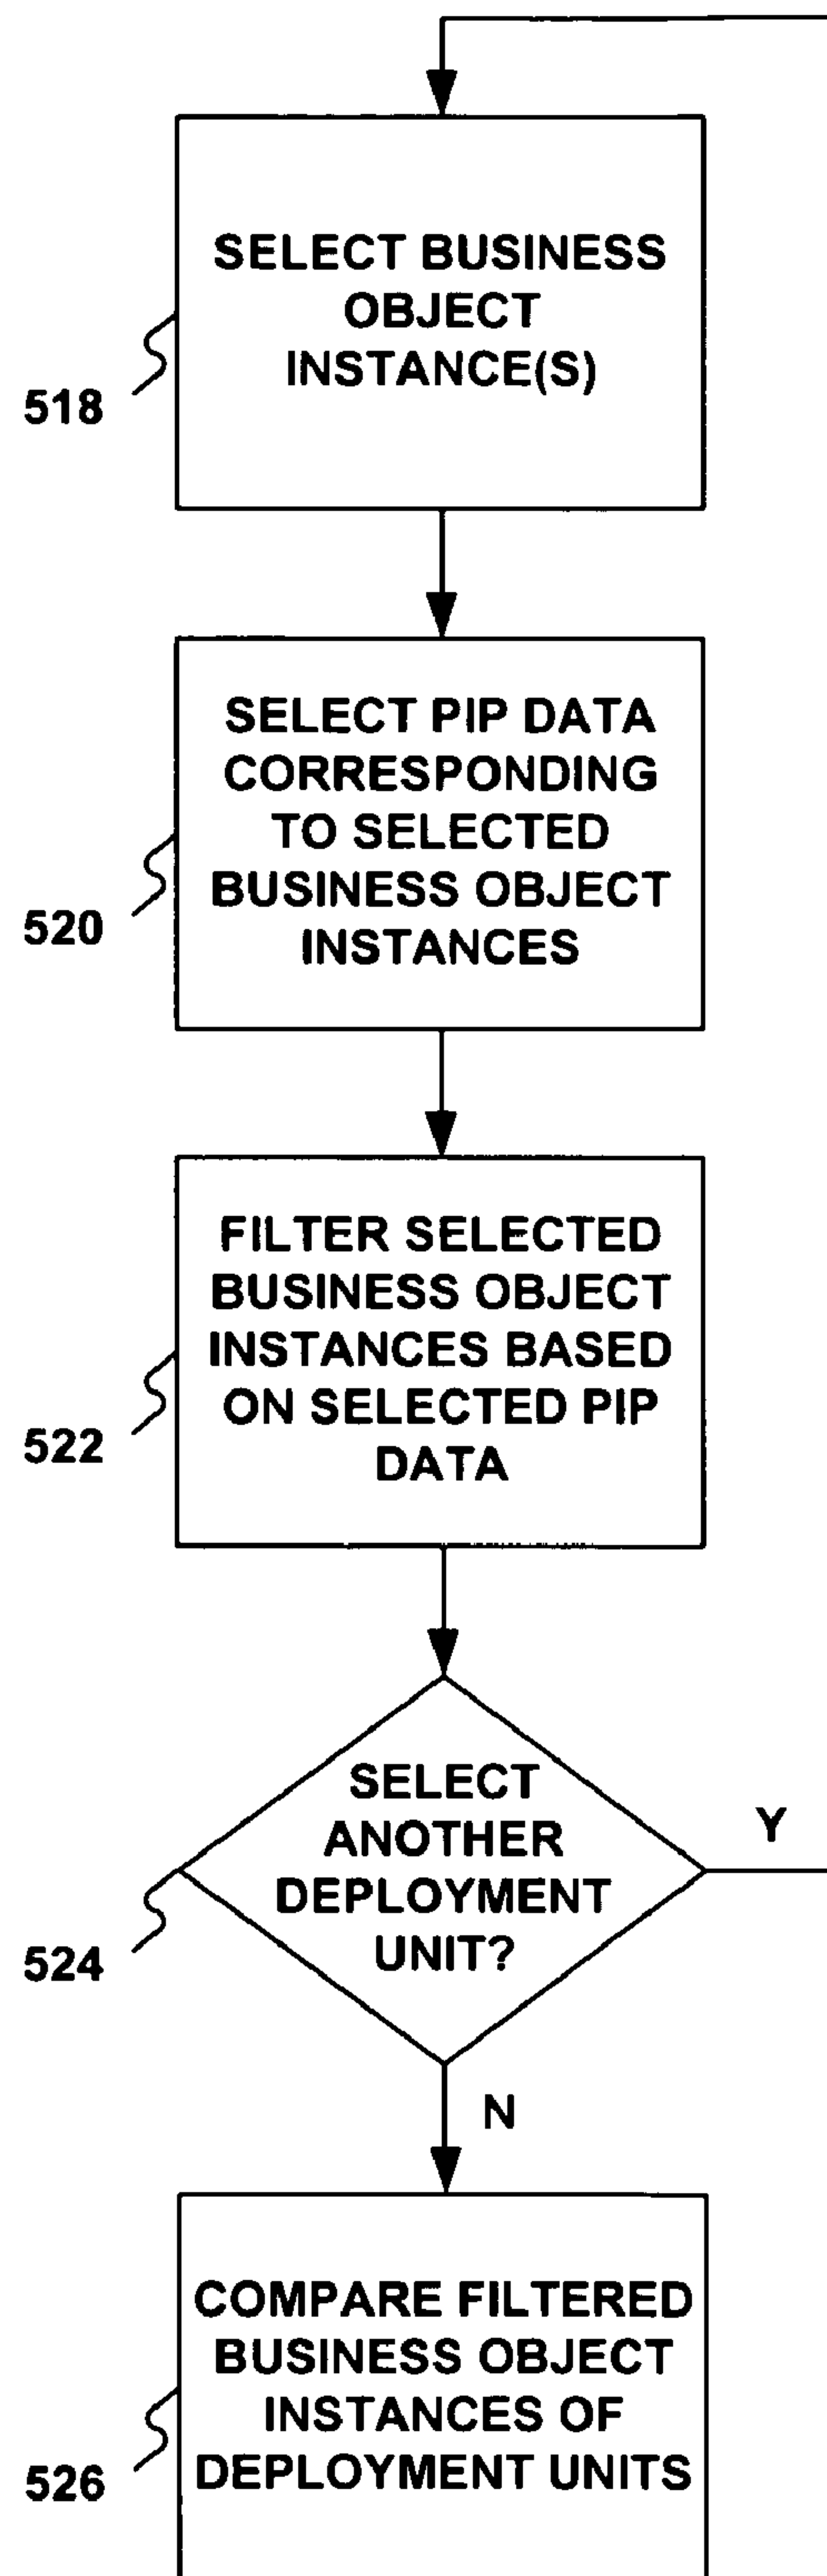 SELECT BUSINESS
OBJECT
INSTANCE(S)
518
SELECT PIP DATA
CORRESPONDING
TO SELECTED
BUSINESS OBJECT
INSTANCES
520
FILTER SELECTED
BUSINESS OBJECT
INSTANCES BASED
ON SELECTED PIP
DATA
522
SELECT
ANOTHER
DEPLOYMENT
UNIT?
Y
524
N
COMPARE FILTERED
BUSINESS OBJECT
INSTANCES OF
DEPLOYMENT UNITS
526